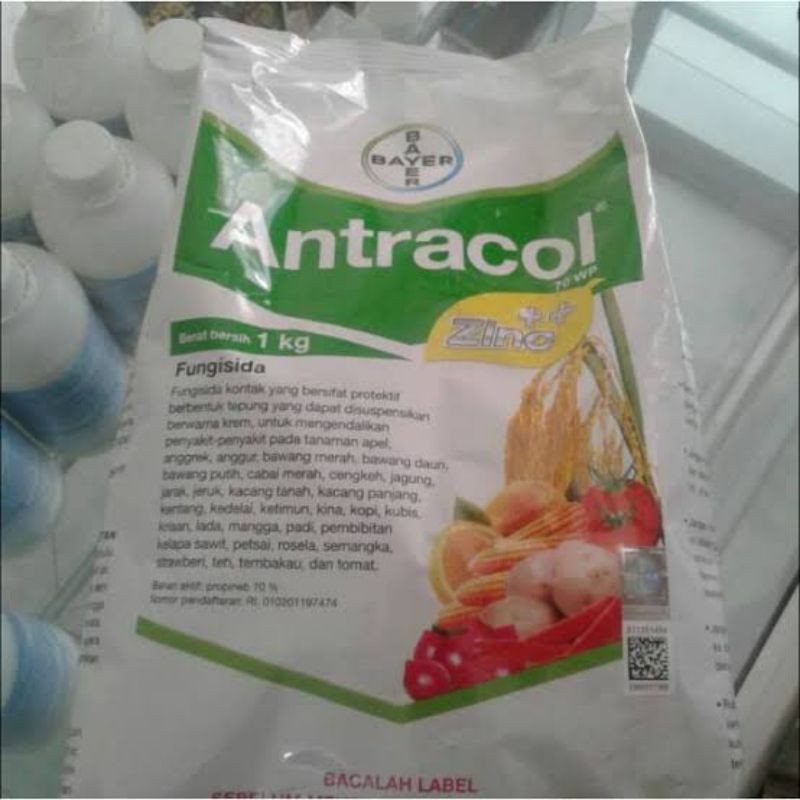 BAYER
BAYER
Antracol
70 WP
Zinc++
Berat bersih 1 kg
Fungisida
Fungisida kontak yang bersifat protektif
berbentuk tepung yang dapat disuspensikan
berwarna krem, untuk mengendalikan
penyakit-penyakit pada tanaman apel,
anggrek, anggur, bawang merah, bawang daun,
bawang putih, cabai merah, cengkeh, jagung,
jarak, jeruk, kacang tanah, kacang panjang,
kentang, kedelai, ketimun, kina, kopi, kubis,
krisan, lada, mangga, padi, pembibitan
kelapa sawit, petsai, rosela, semangka,
strawberi, teh, tembakau, dan tomat.
Bahan aktif: propineb 70 %
Nomor pendaftaran: RI. 010201197474
BACALAH LABEL
SEBELUM